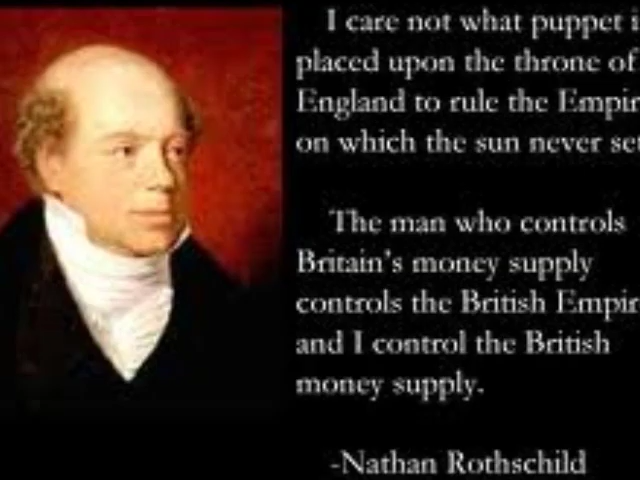 I care not what puppet i
placed upon the throne of
England to rule the Empir
on which the sun never set
The man who controls
Britain's money supply
controls the British Empir
and I control the British
money supply.
-Nathan Rothschild